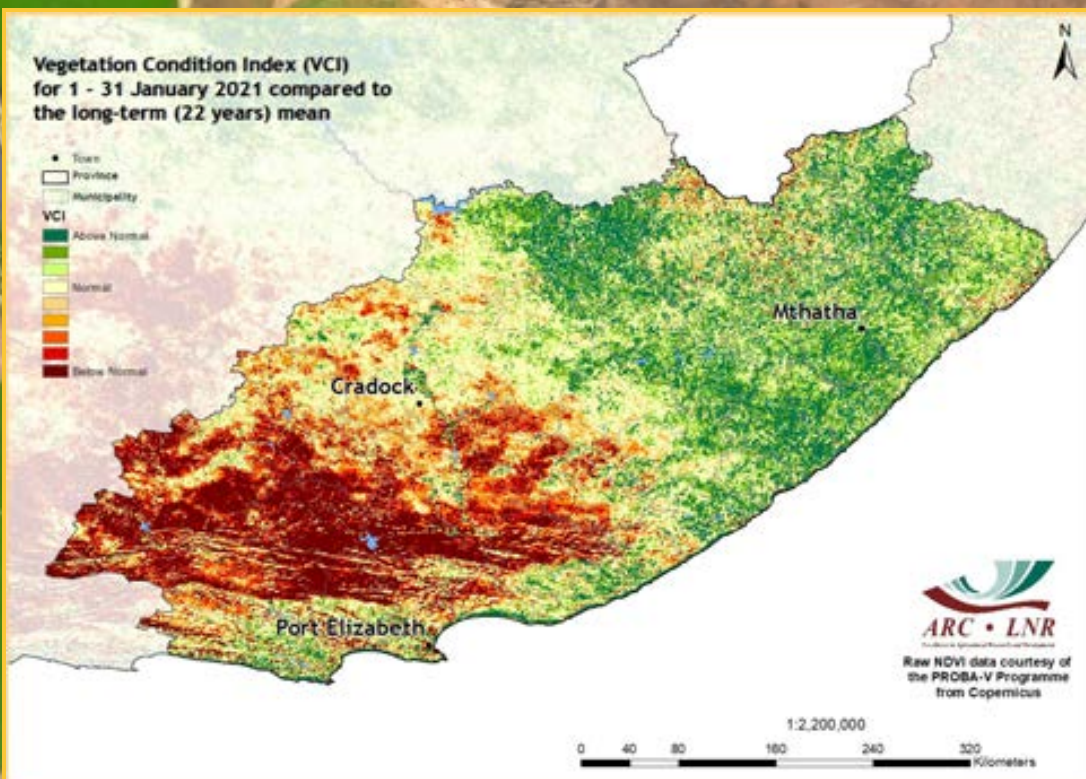 Vegetation Condition Index (VCI)
for 1 - 31 January 2021 compared to
the long-term (22 years) mean
N
Town
Province
Municipality
VCI
Above Normal
Normal
Below Normal
Mthatha
Cradock
Port Elizabeth
ARC • LNR
Raw NDVI data courtesy of
the PROBA-V Programme
from Copernicus
1:2,200,000
0 40 80 160 240 320
Kilometers